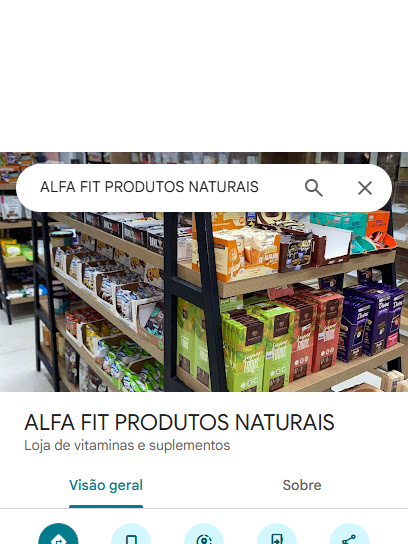 ALFA FIT PRODUTOS NATURAIS
ALFA FIT PRODUTOS NATURAIS
Loja de vitaminas e suplementos
Visão geral
Sobre